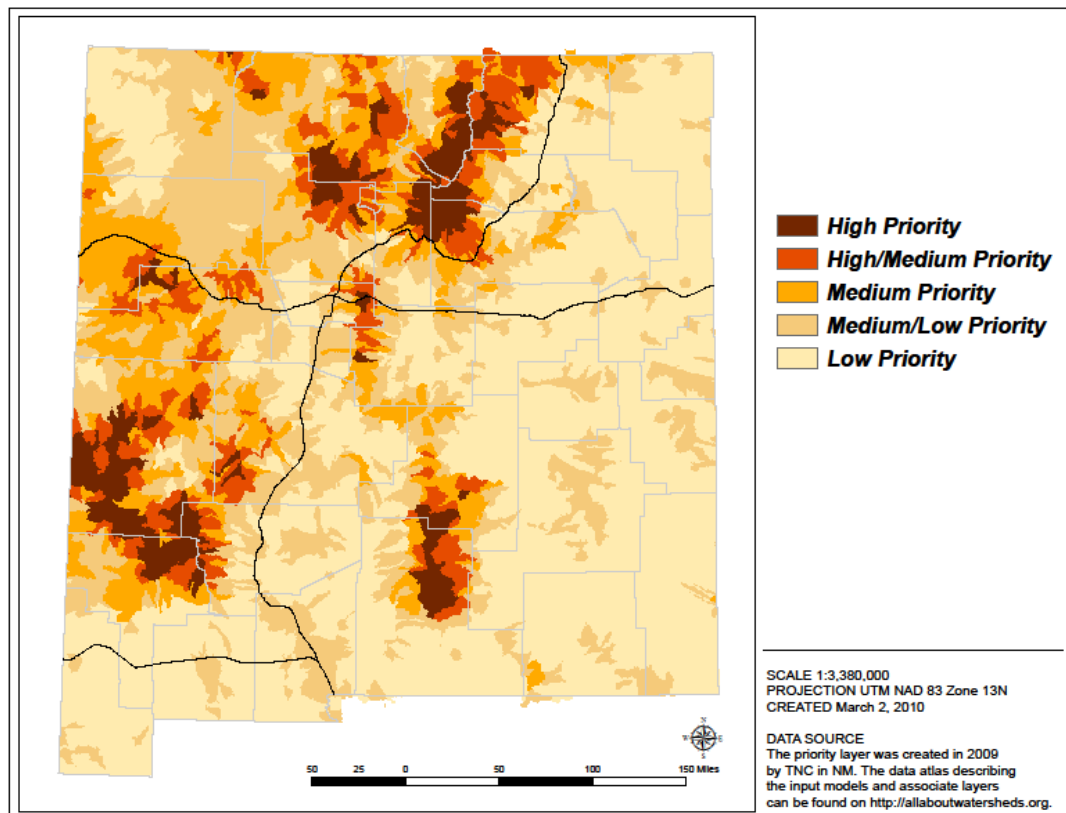 High Priority
High/Medium Priority
Medium Priority
Medium/Low Priority
Low Priority
SCALE 1:3,380,000
PROJECTION UTM NAD 83 Zone 13N
CREATED March 2, 2010
DATA SOURCE
The priority layer was created in 2009
by TNC in NM. The data atlas describing
the input models and associate layers
can be found on http://allaboutwatersheds.org.
N
W E
S
50 25 0 50 100 150 Miles